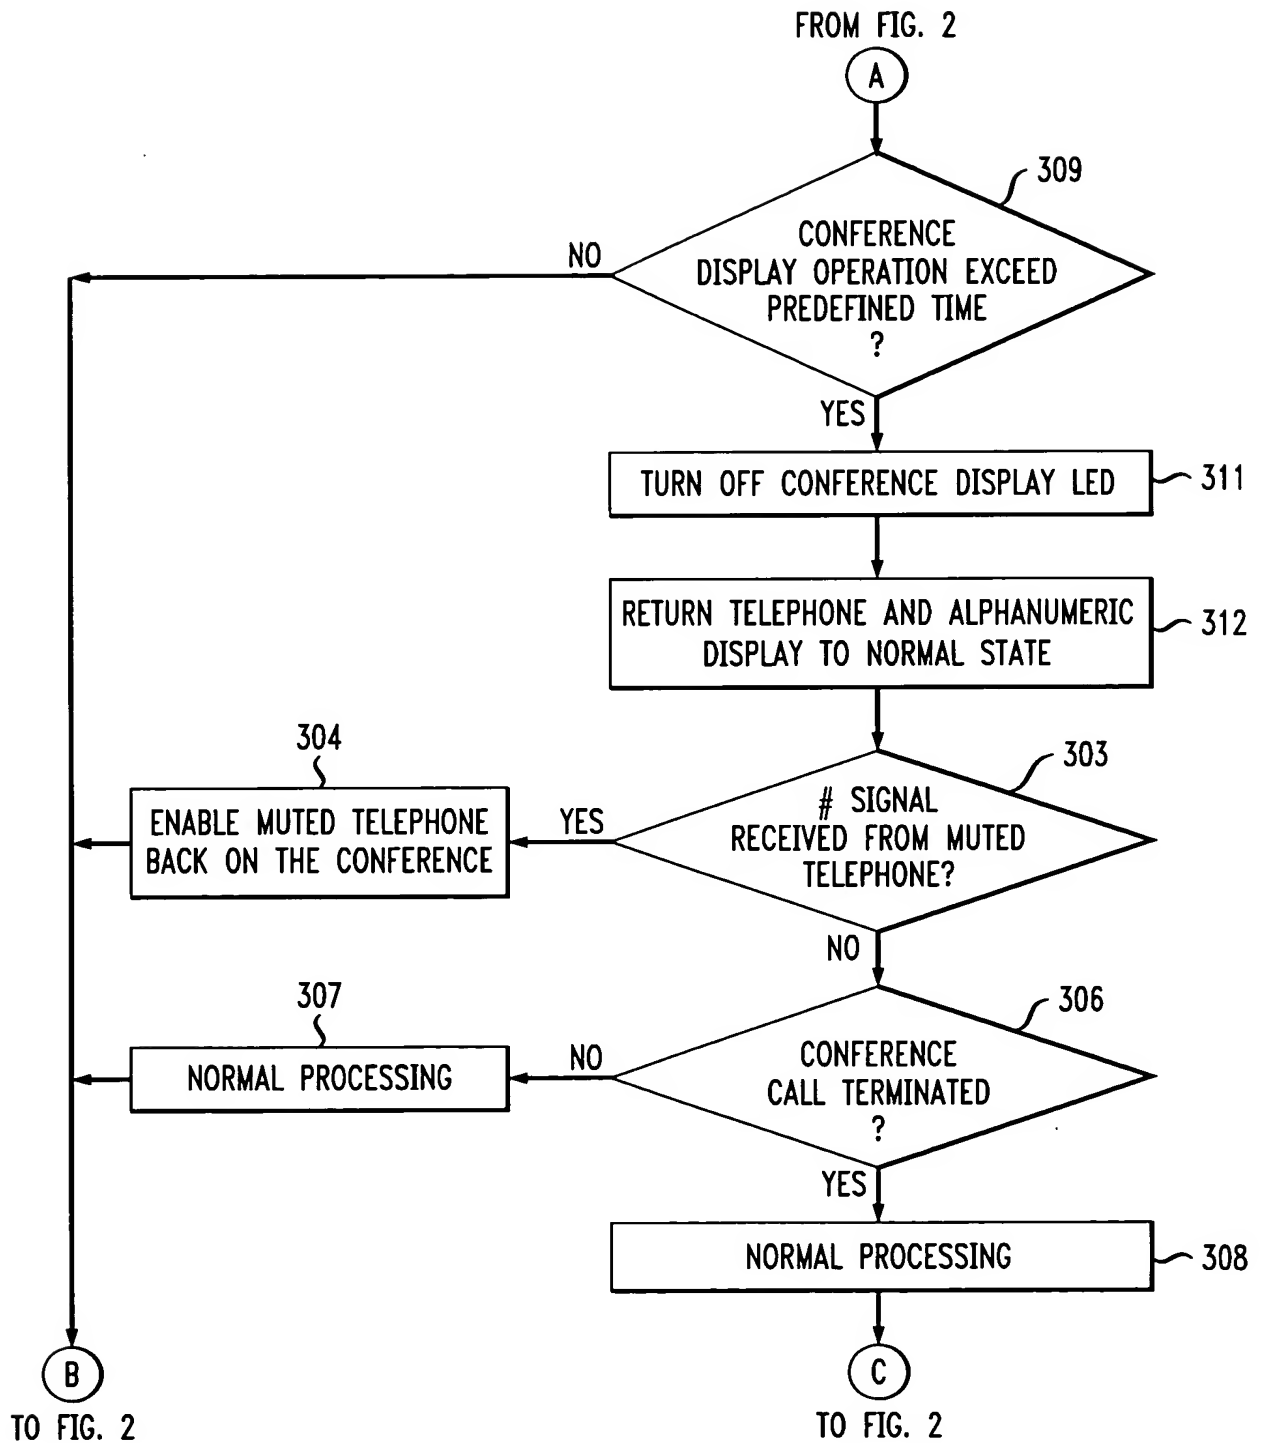 FROM FIG. 2
A
309
CONFERENCE
DISPLAY OPERATION EXCEED
PREDEFINED TIME
?
NO
YES
TURN OFF CONFERENCE DISPLAY LED
311
RETURN TELEPHONE AND ALPHANUMERIC
DISPLAY TO NORMAL STATE
312
303
# SIGNAL
RECEIVED FROM MUTED
TELEPHONE?
YES
304
ENABLE MUTED TELEPHONE
BACK ON THE CONFERENCE
NO
306
CONFERENCE
CALL TERMINATED
?
NO
307
NORMAL PROCESSING
YES
NORMAL PROCESSING
308
B
TO FIG. 2
C
TO FIG. 2